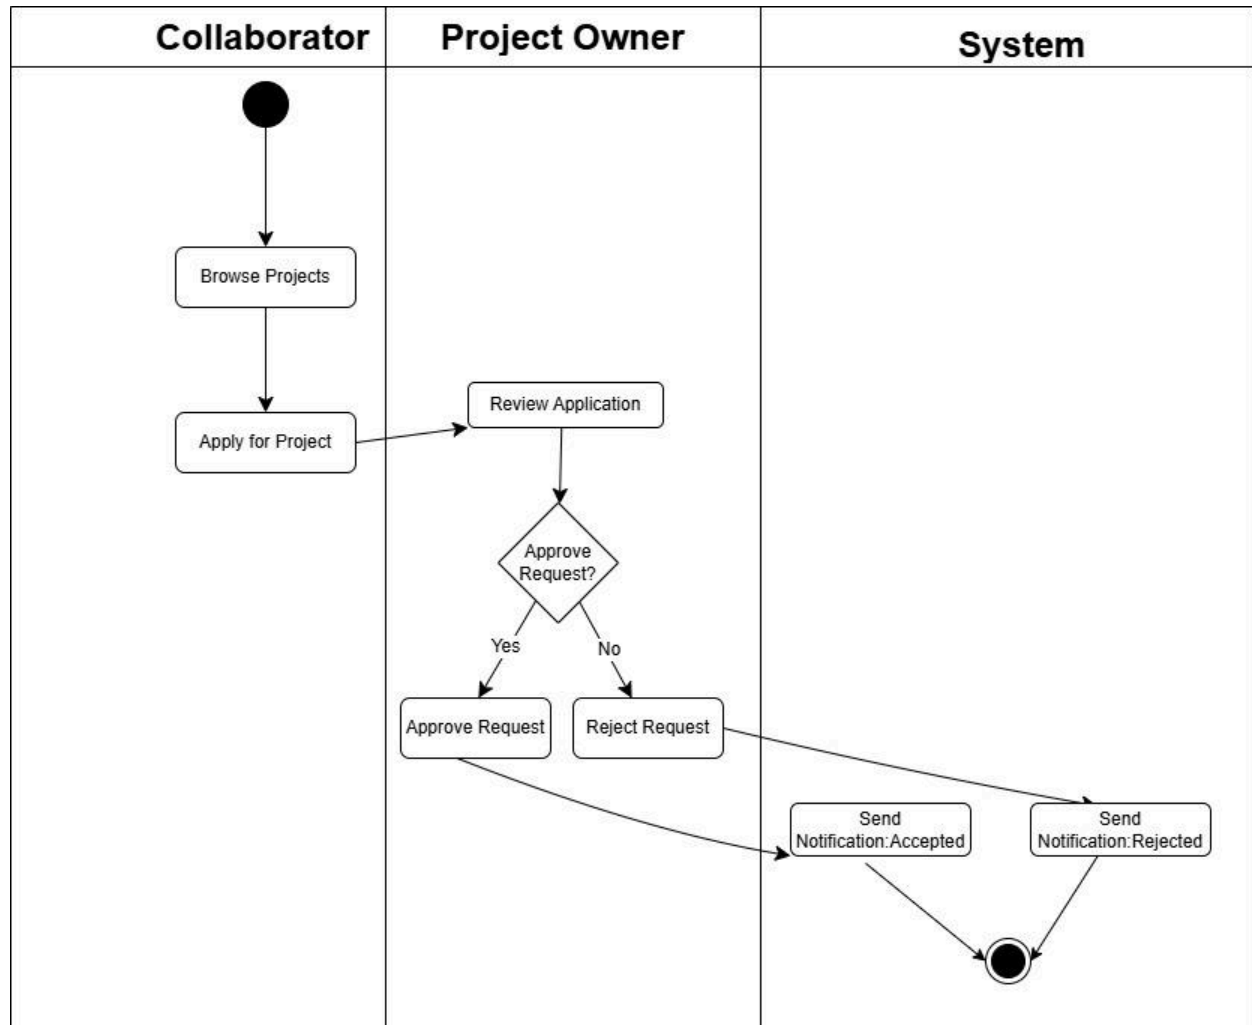 Collaborator
Project Owner
System
Browse Projects
Review Application
Apply for Project
Approve
Request?
Yes
No
Approve Request
Reject Request
Send
Notification:Accepted
Send
Notification:Rejected